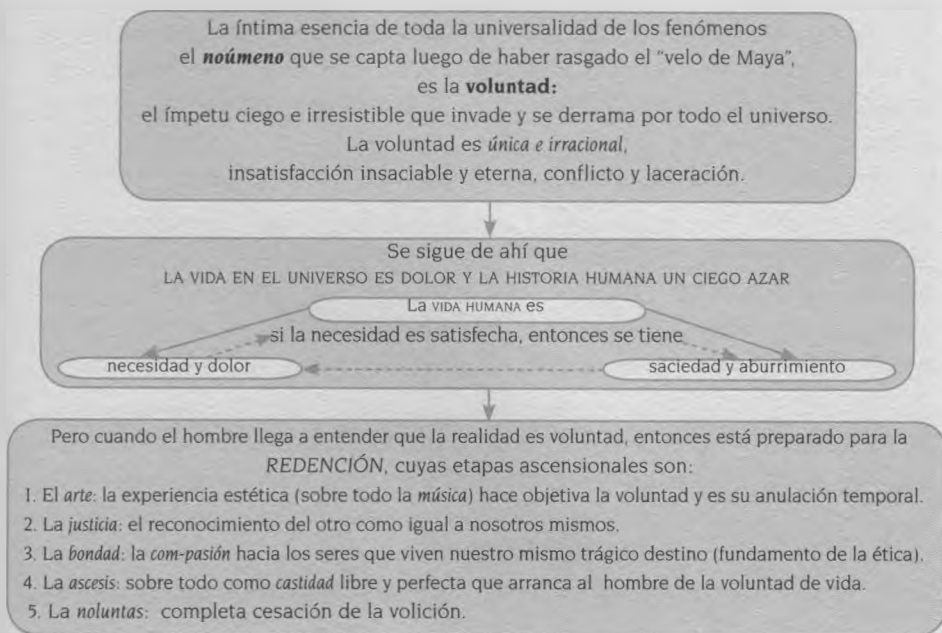 La íntima esencia de toda la universalidad de los fenómenos
el noúmeno que se capta luego de haber rasgado el "velo de Maya",
es la voluntad:
el ímpetu ciego e irresistible que invade y se derrama por todo el universo.
La voluntad es única e irracional,
insatisfacción insaciable y eterna, conflicto y laceración.
Se sigue de ahí que
LA VIDA EN EL UNIVERSO ES DOLOR Y LA HISTORIA HUMANA UN CIEGO AZAR
La VIDA HUMANA es
si la necesidad es satisfecha, entonces se tiene
necesidad y dolor
saciedad y aburrimiento
Pero cuando el hombre llega a entender que la realidad es voluntad, entonces está preparado para la
REDENCIÓN, cuyas etapas ascensionales son:
1. El arte: la experiencia estética (sobre todo la música) hace objetiva la voluntad y es su anulación temporal.
2. La justicia: el reconocimiento del otro como igual a nosotros mismos.
3. La bondad: la com-pasión hacia los seres que viven nuestro mismo trágico destino (fundamento de la ética).
4. La ascesis: sobre todo como castidad libre y perfecta que arranca al hombre de la voluntad de vida.
5. La noluntas: completa cesación de la volición.